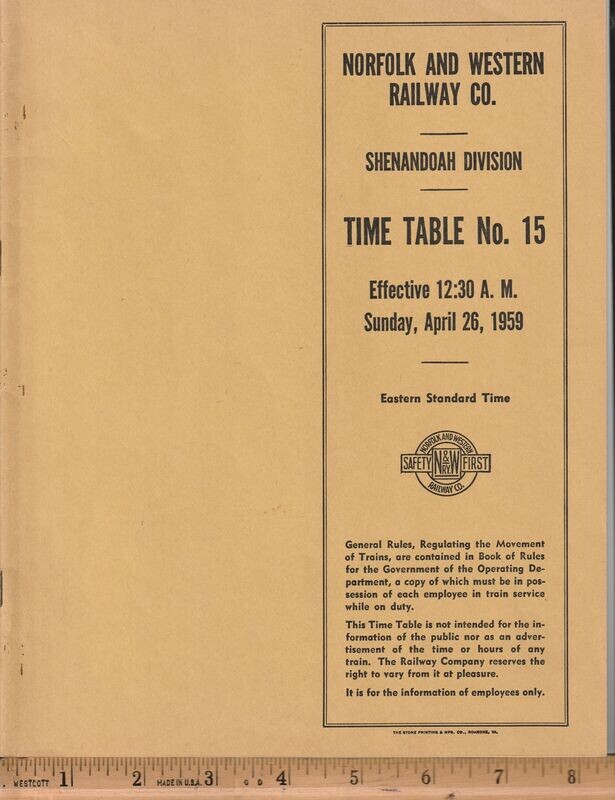 NORFOLK AND WESTERN
RAILWAY CO.
SHENANDOAH DIVISION
TIME TABLE No. 15
Effective 12:30 A. M.
Sunday, April 26, 1959
Eastern Standard Time
NORFOLK AND WESTERN
SAFETY N&W RY. FIRST
RAILWAY CO.
General Rules, Regulating the Movement
of Trains, are contained in Book of Rules
for the Government of the Operating De-
partment, a copy of which must be in pos-
session of each employee in train service
while on duty.
This Time Table is not intended for the in-
formation of the public nor as an adver-
tisement of the time or hours of any
train. The Railway Company reserves the
right to vary from it at pleasure.
It is for the information of employees only.
THE STONE PRINTING & MFG. CO., ROANOKE, VA.
WESTCOTT 1 2 MADE IN U.S.A. 3 4 5 6 7 8